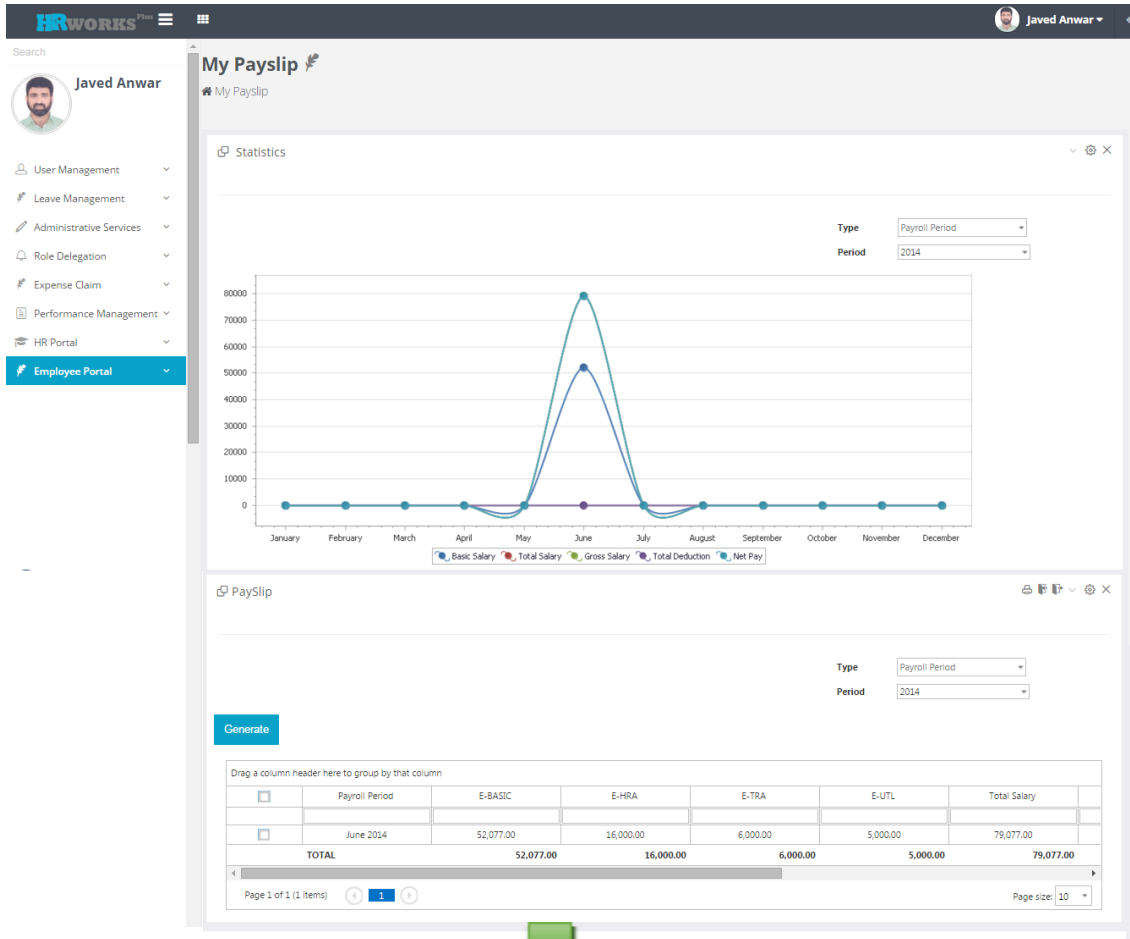 HRWORKS Plus
Javed Anwar
Search
Javed Anwar
User Management
Leave Management
Administrative Services
Role Delegation
Expense Claim
Performance Management
HR Portal
Employee Portal
My Payslip
My Payslip
Statistics
Type Payroll Period
Period 2014
80000
70000
60000
50000
40000
30000
20000
10000
0
January February March April May June July August September October November December
Basic Salary Total Salary Gross Salary Total Deduction Net Pay
PaySlip
Type Payroll Period
Period 2014
Generate
Drag a column header here to group by that column
Payroll Period E-BASIC E-HRA E-TRA E-UTL Total Salary
June 2014 52,077.00 16,000.00 6,000.00 5,000.00 79,077.00
TOTAL 52,077.00 16,000.00 6,000.00 5,000.00 79,077.00
Page 1 of 1 (1 items) 1 Page size: 10